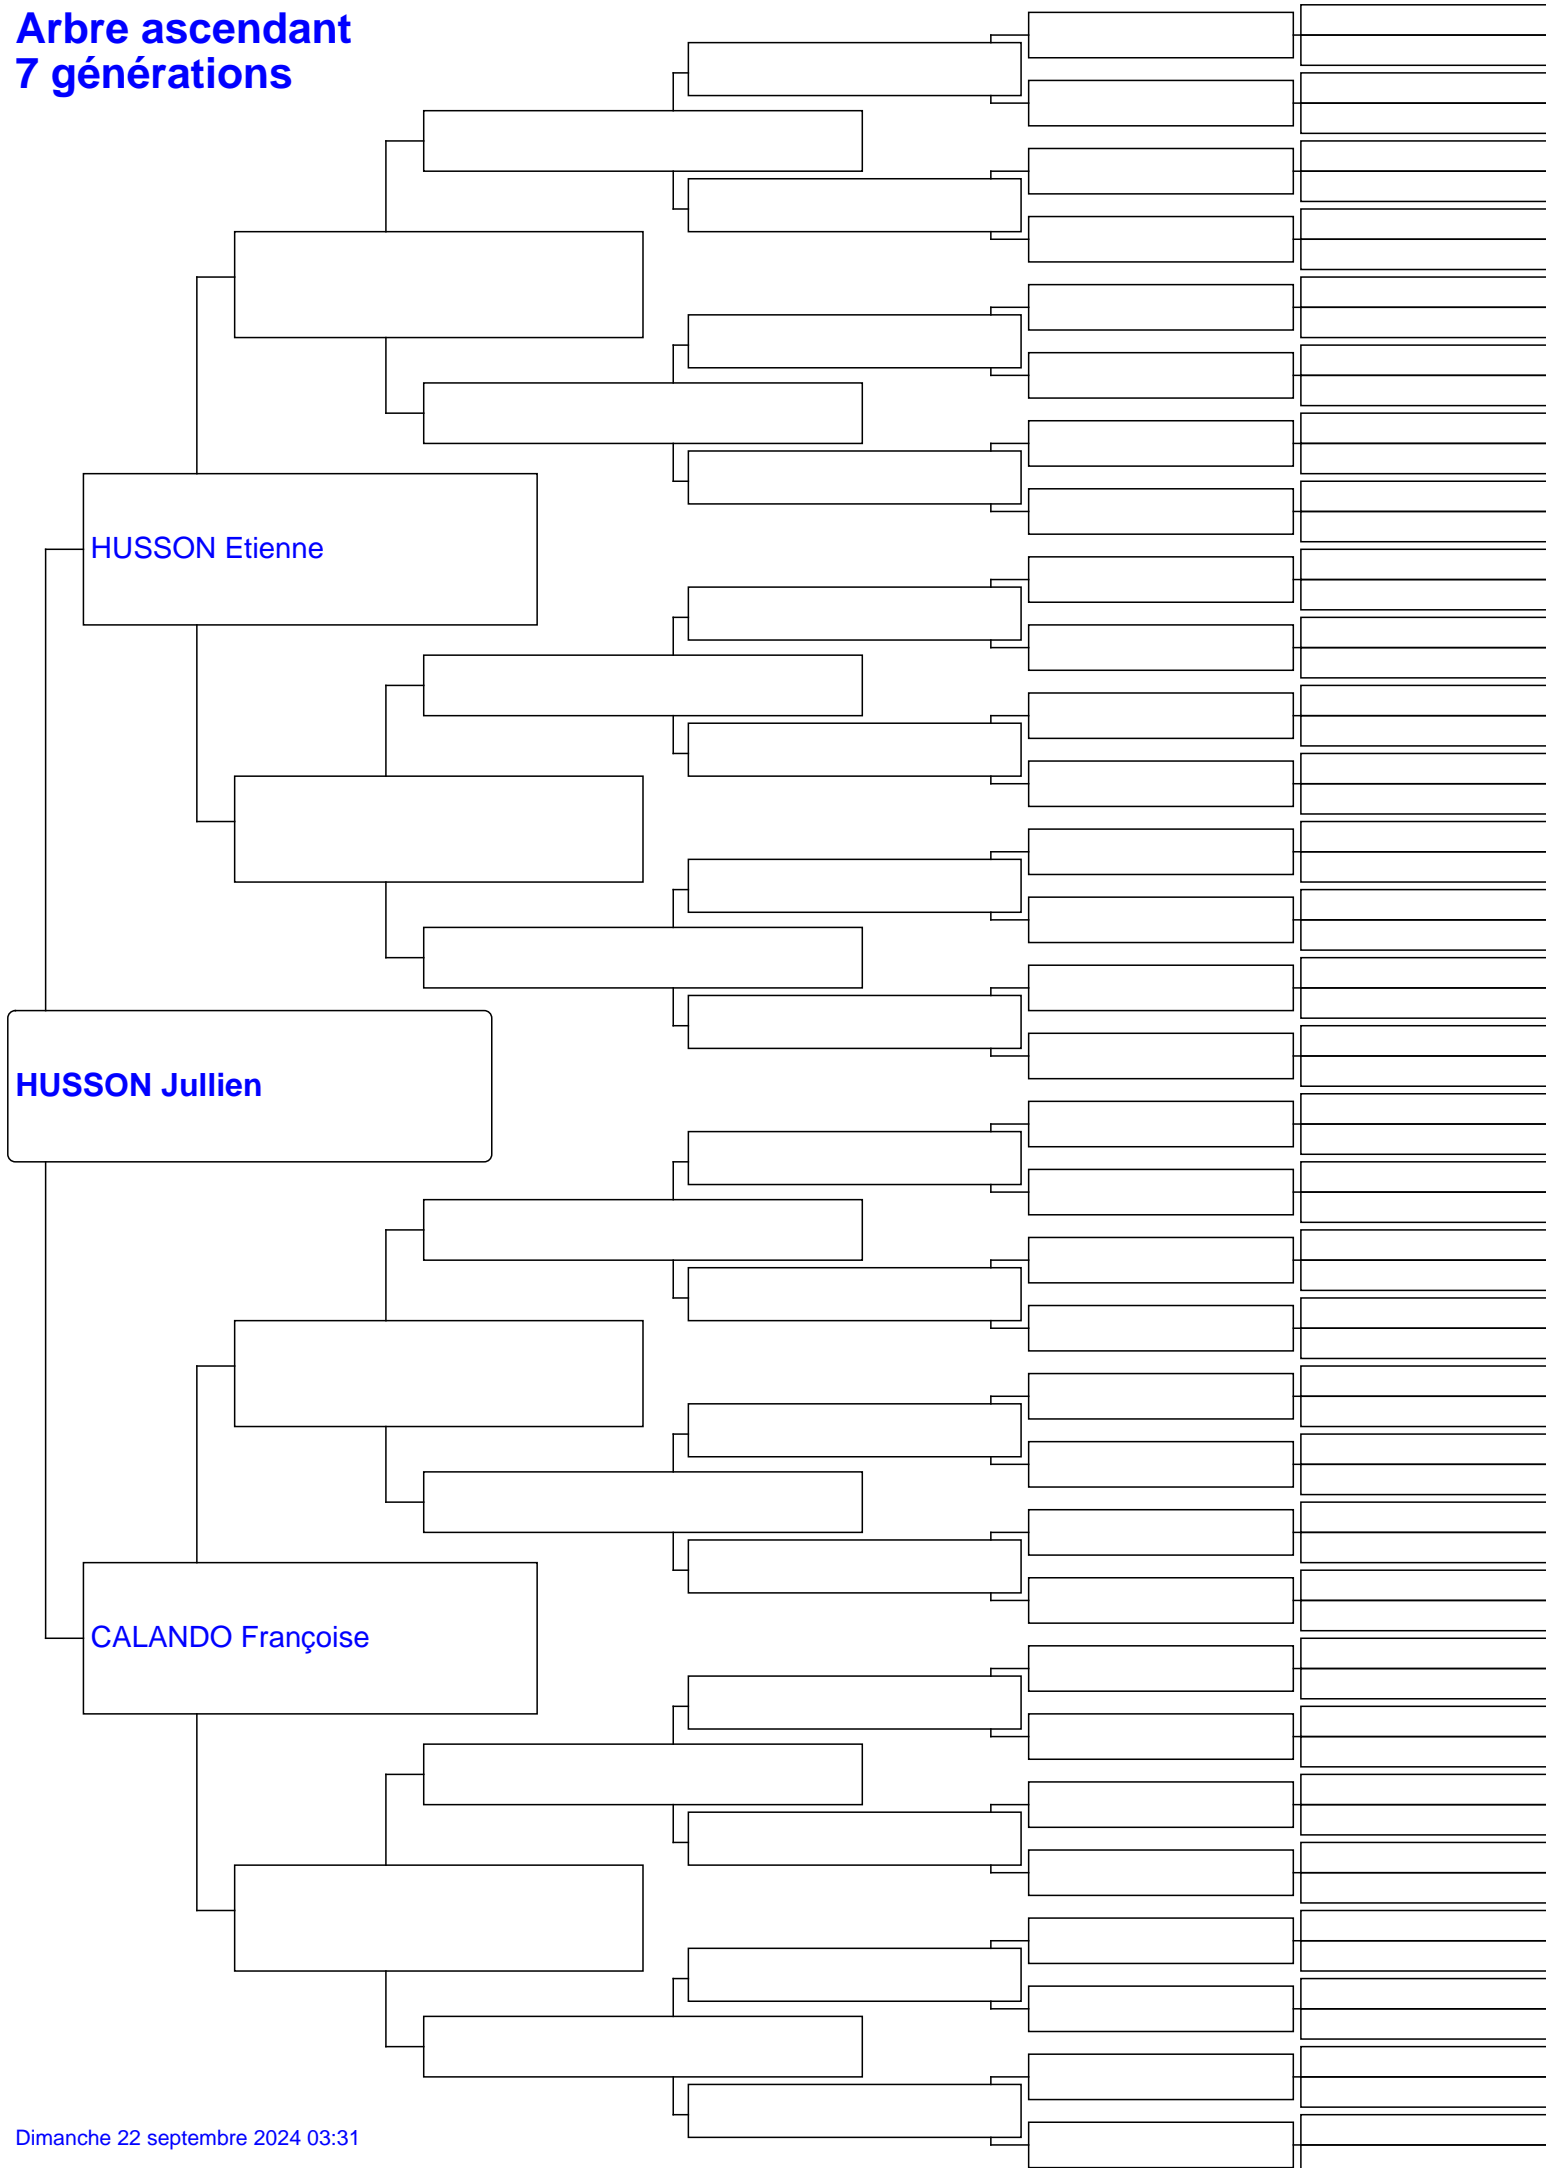 Arbre ascendant
7 générations
HUSSON Etienne
HUSSON Jullien
CALANDO Françoise
Dimanche 22 septembre 2024 03:31